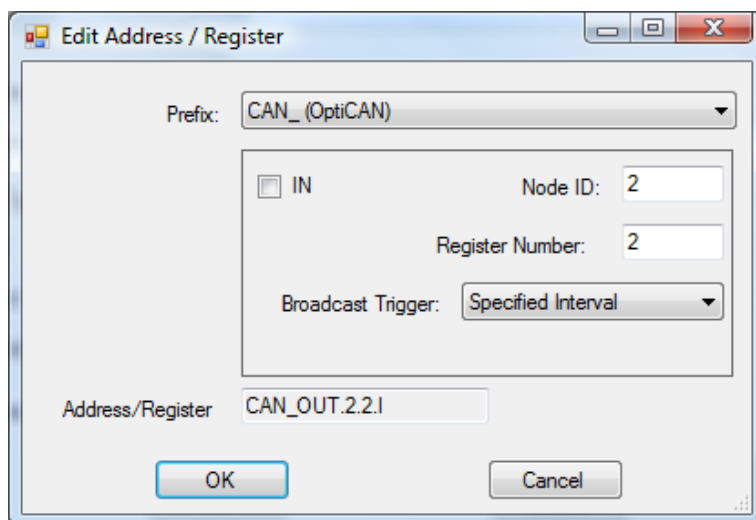 Edit Address / Register
Prefix: CAN_ (OptiCAN)
IN Node ID: 2
Register Number: 2
Broadcast Trigger: Specified Interval
Address/Register CAN_OUT.2.2.I
OK Cancel